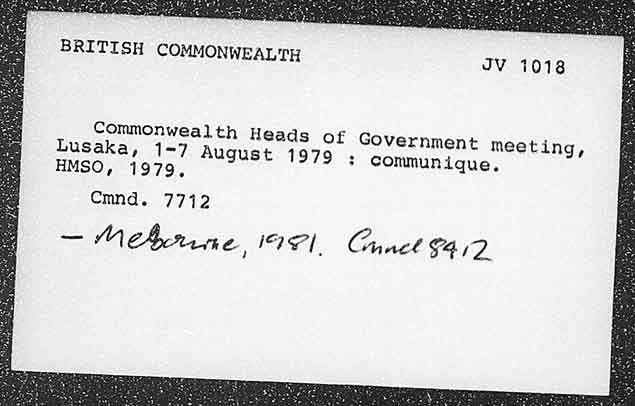 BRITISH COMMONWEALTH JV 1018
Commonwealth Heads of Government meeting,
Lusaka, 1-7 August 1979 : communique.
HMSO, 1979.
Cmnd. 7712
— Melbourne, 1981. Cmnd 8412